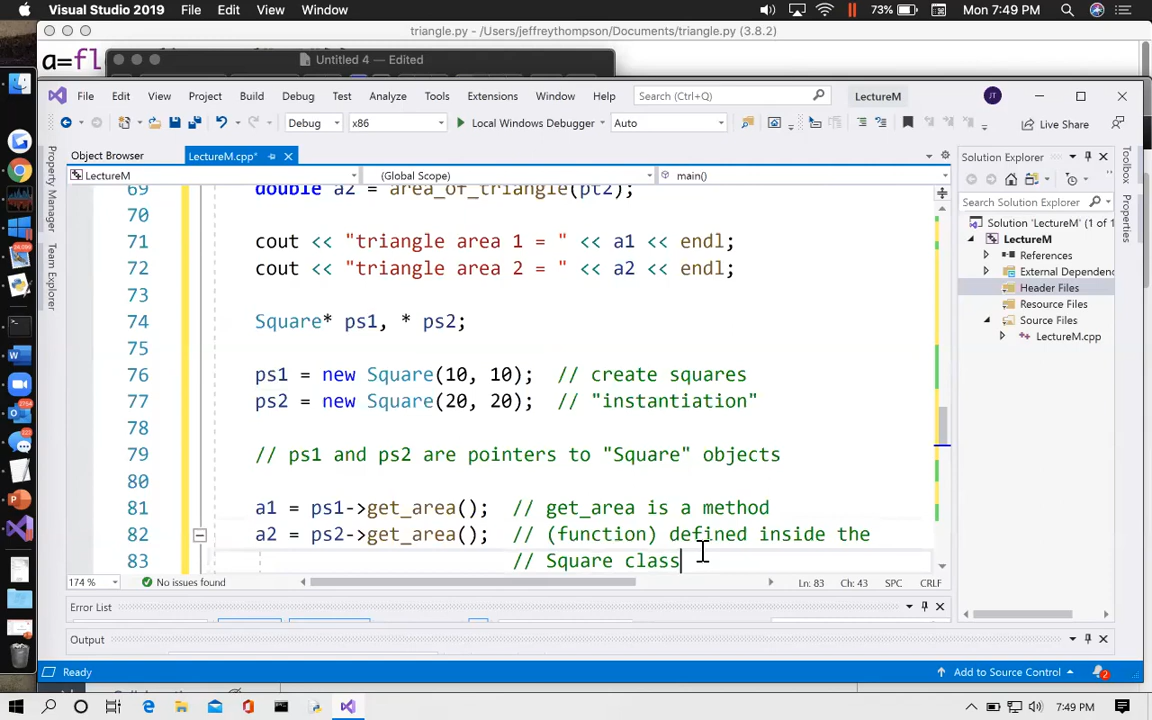 Visual Studio 2019 File Edit View Window 73% Mon 7:49 PM
triangle.py - /Users/jeffreythompson/Documents/triangle.py (3.8.2)
a=fl
Untitled 4 — Edited
File Edit View Project Build Debug Test Analyze Tools Extensions Window Help Search (Ctrl+Q) LectureM JT
Debug x86 Local Windows Debugger Auto Live Share
Object Browser LectureM.cpp*
LectureM (Global Scope) main()
69 double a2 = area_of_triangle(pt2);
70
71 cout << "triangle area 1 = " << a1 << endl;
72 cout << "triangle area 2 = " << a2 << endl;
73
74 Square* ps1, * ps2;
75
76 ps1 = new Square(10, 10); // create squares
77 ps2 = new Square(20, 20); // "instantiation"
78
79 // ps1 and ps2 are pointers to "Square" objects
80
81 a1 = ps1->get_area(); // get_area is a method
82 a2 = ps2->get_area(); // (function) defined inside the
83 // Square class
174 % No issues found Ln: 83 Ch: 43 SPC CRLF
Error List
Output
Ready Add to Source Control 2
7:49 PM
Property Manager
Team Explorer
Solution Explorer
Search Solution Explorer
Solution 'LectureM' (1 of 1
LectureM
References
External Dependenc
Header Files
Resource Files
Source Files
LectureM.cpp
Toolbox
Properties